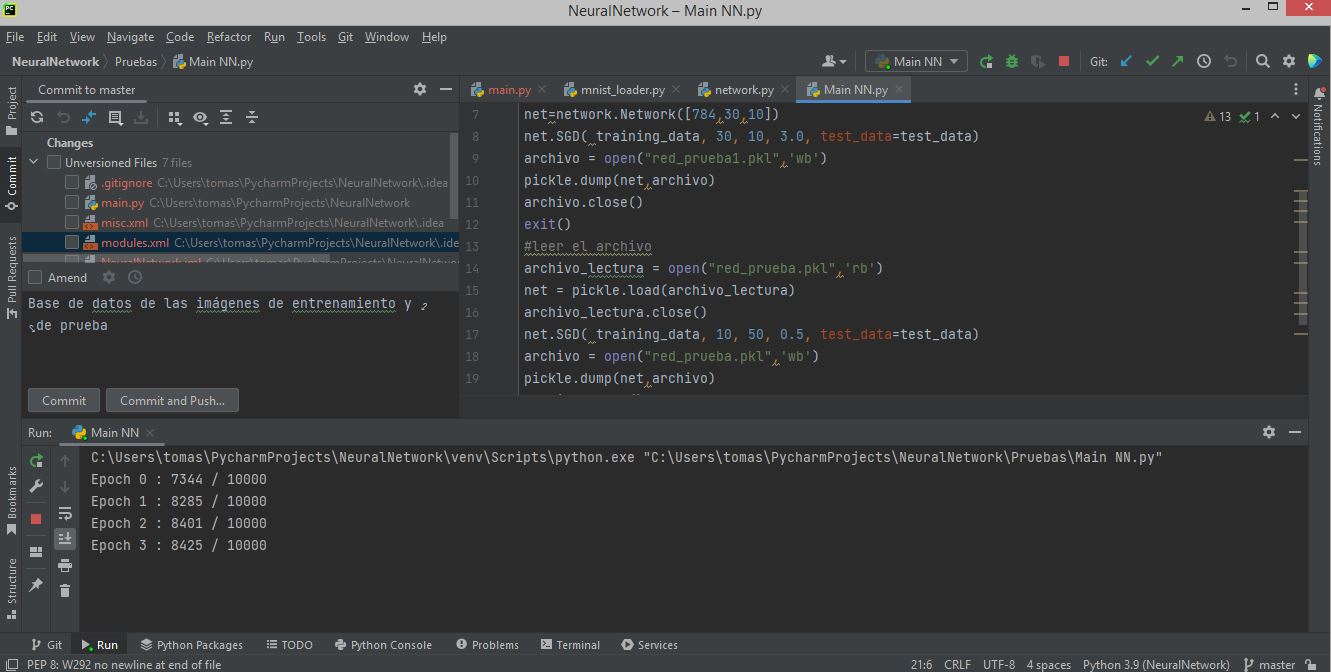 PC
NeuralNetwork – Main NN.py
File Edit View Navigate Code Refactor Run Tools Git Window Help
NeuralNetwork Pruebas Main NN.py
Main NN
Git:
Project
Commit
Pull Requests
Bookmarks
Structure
Notifications
Commit to master
Changes
Unversioned Files 7 files
.gitignore C:\Users\tomas\PycharmProjects\NeuralNetwork\.idea
main.py C:\Users\tomas\PycharmProjects\NeuralNetwork
misc.xml C:\Users\tomas\PycharmProjects\NeuralNetwork\.idea
modules.xml C:\Users\tomas\PycharmProjects\NeuralNetwork\.ide
NeuralNetwork.iml C:\Users\tomas\PycharmProjects\NeuralNetwor
Amend
Base de datos de las imágenes de entrenamiento y
de prueba
Commit Commit and Push...
main.py mnist_loader.py network.py Main NN.py
13 1
7 net=network.Network([784,30,10])
8 net.SGD( training_data, 30, 10, 3.0, test_data=test_data)
9 archivo = open("red_prueba1.pkl",'wb')
10 pickle.dump(net,archivo)
11 archivo.close()
12 exit()
13 #leer el archivo
14 archivo_lectura = open("red_prueba.pkl",'rb')
15 net = pickle.load(archivo_lectura)
16 archivo_lectura.close()
17 net.SGD( training_data, 10, 50, 0.5, test_data=test_data)
18 archivo = open("red_prueba.pkl",'wb')
19 pickle.dump(net,archivo)
Run: Main NN
C:\Users\tomas\PycharmProjects\NeuralNetwork\venv\Scripts\python.exe "C:\Users\tomas\PycharmProjects\NeuralNetwork\Pruebas\Main NN.py"
Epoch 0 : 7344 / 10000
Epoch 1 : 8285 / 10000
Epoch 2 : 8401 / 10000
Epoch 3 : 8425 / 10000
Git Run Python Packages TODO Python Console Problems Terminal Services
PEP 8: W292 no newline at end of file
21:6 CRLF UTF-8 4 spaces Python 3.9 (NeuralNetwork) master